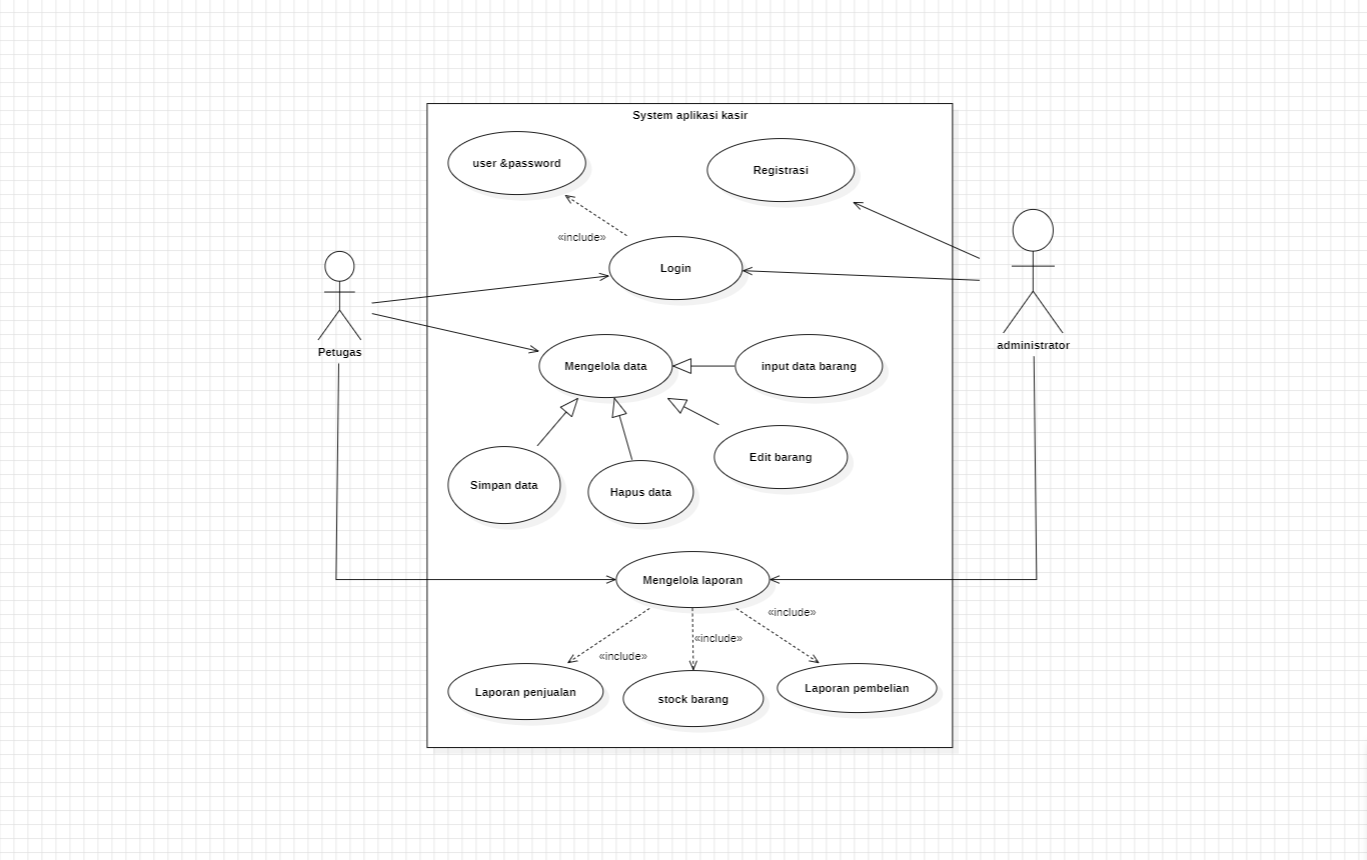 System aplikasi kasir
user &password
Registrasi
«include»
Login
Petugas
administrator
Mengelola data
input data barang
Edit barang
Simpan data
Hapus data
Mengelola laporan
«include»
«include»
«include»
Laporan penjualan
stock barang
Laporan pembelian